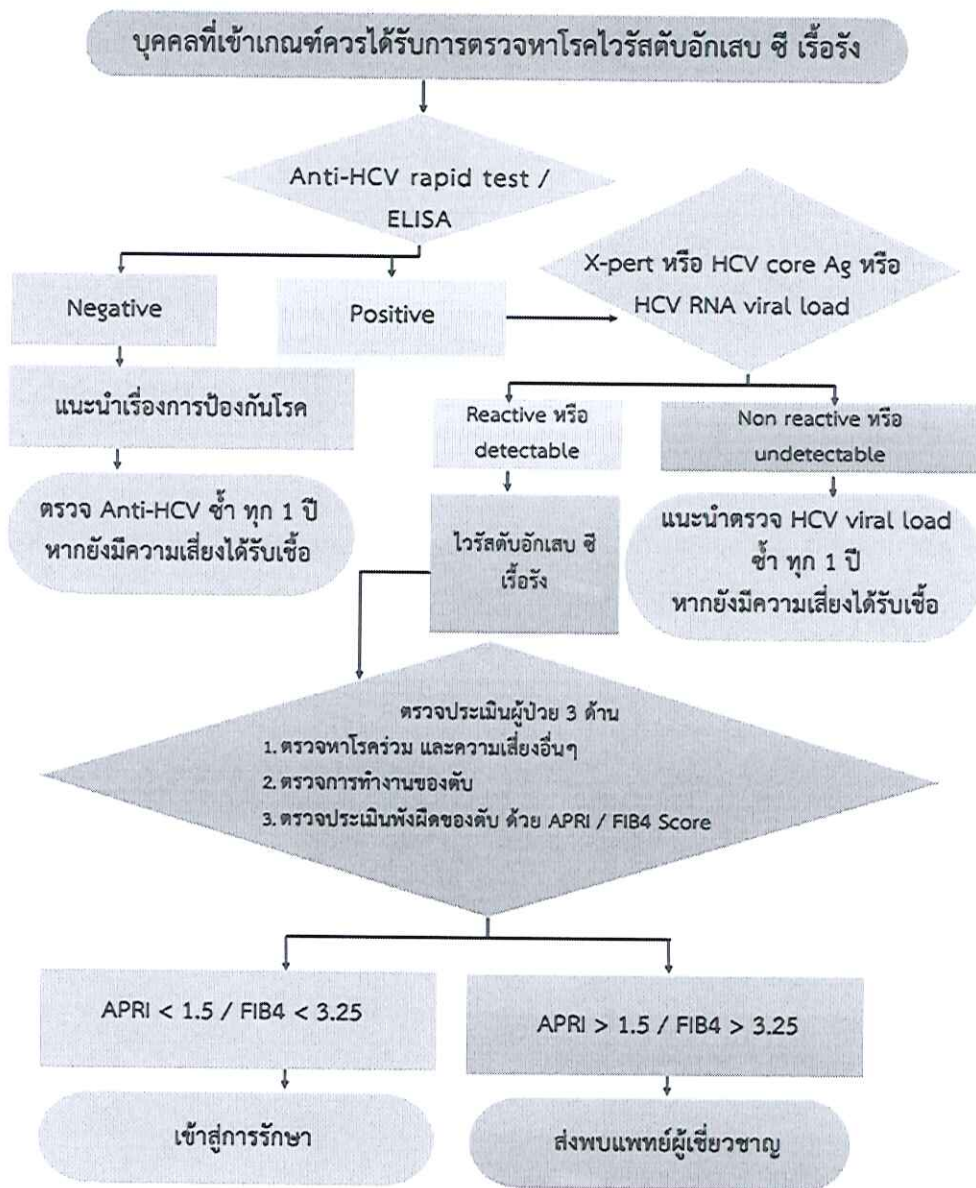 บุคคลที่เข้าเกณฑ์ควรได้รับการตรวจหาโรคไวรัสตับอักเสบ ซี เรื้อรัง
Anti-HCV rapid test /
ELISA
X-pert หรือ HCV core Ag หรือ
HCV RNA viral load
Negative
Positive
แนะนำเรื่องการป้องกันโรค
Reactive หรือ
detectable
Non reactive หรือ
undetectable
ตรวจ Anti-HCV ซ้ำ ทุก 1 ปี
หากยังมีความเสี่ยงได้รับเชื้อ
ไวรัสตับอักเสบ ซี
เรื้อรัง
แนะนำตรวจ HCV viral load
ซ้ำ ทุก 1 ปี
หากยังมีความเสี่ยงได้รับเชื้อ
ตรวจประเมินผู้ป่วย 3 ด้าน
1. ตรวจหาโรคร่วม และความเสี่ยงอื่นๆ
2. ตรวจการทำงานของตับ
3. ตรวจประเมินพังผืดของตับ ด้วย APRI / FIB4 Score
APRI < 1.5 / FIB4 < 3.25
APRI > 1.5 / FIB4 > 3.25
เข้าสู่การรักษา
ส่งพบแพทย์ผู้เชี่ยวชาญ